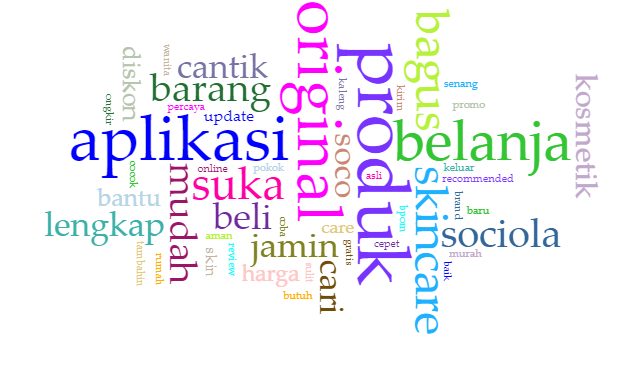 original
produk
bagus
wanita
diskon
cantik
kaleng
senang
kosmetik
barang
kirim
ongkir
percaya
promo
update
aplikasi
belanja
soco
cocok
online
pokok
asli
keluar
recommended
mudah
suka
skincare
bantu
brand
lengkap
beli
coba
care
bpom
baru
sociola
aman
tambahin
rumah
skin
review
jamin
gratis
cepet
murah
harga
sulit
cari
baik
butuh